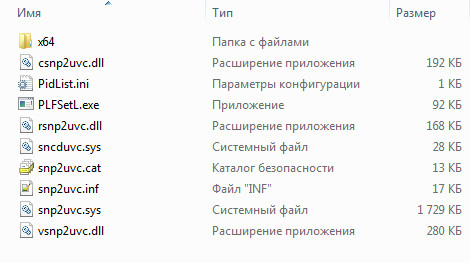 Имя Тип Размер
x64 Папка с файлами
csnp2uvc.dll Расширение приложения 192 КБ
PidList.ini Параметры конфигурации 1 КБ
PLFSetL.exe Приложение 92 КБ
rsnp2uvc.dll Расширение приложения 168 КБ
sncduvc.sys Системный файл 28 КБ
snp2uvc.cat Каталог безопасности 13 КБ
snp2uvc.inf Файл "INF" 17 КБ
snp2uvc.sys Системный файл 1 729 КБ
vsnp2uvc.dll Расширение приложения 280 КБ